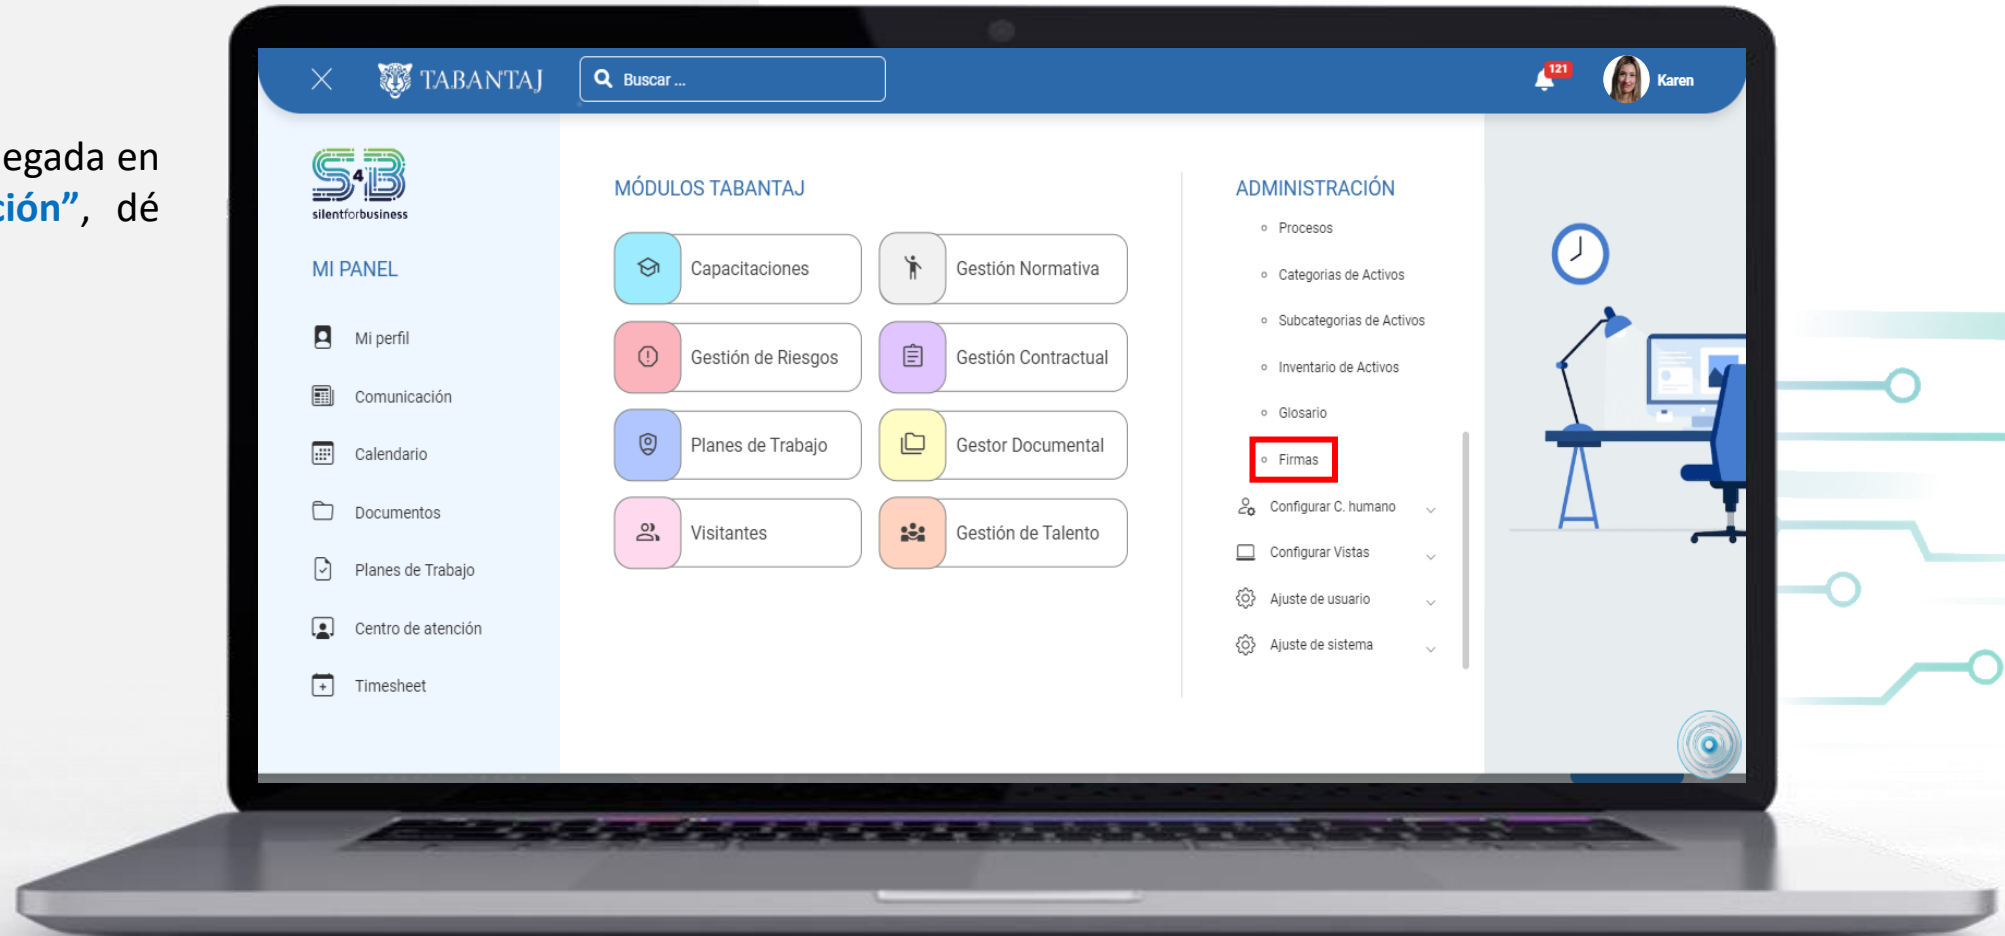 egada en
ción”, dé
TABANTAJ
Buscar ...
121
Karen
S4B
silentforbusiness
MI PANEL
Mi perfil
Comunicación
Calendario
Documentos
Planes de Trabajo
Centro de atención
Timesheet
MÓDULOS TABANTAJ
Capacitaciones
Gestión Normativa
Gestión de Riesgos
Gestión Contractual
Planes de Trabajo
Gestor Documental
Visitantes
Gestión de Talento
ADMINISTRACIÓN
Procesos
Categorias de Activos
Subcategorias de Activos
Inventario de Activos
Glosario
Firmas
Configurar C. humano
Configurar Vistas
Ajuste de usuario
Ajuste de sistema